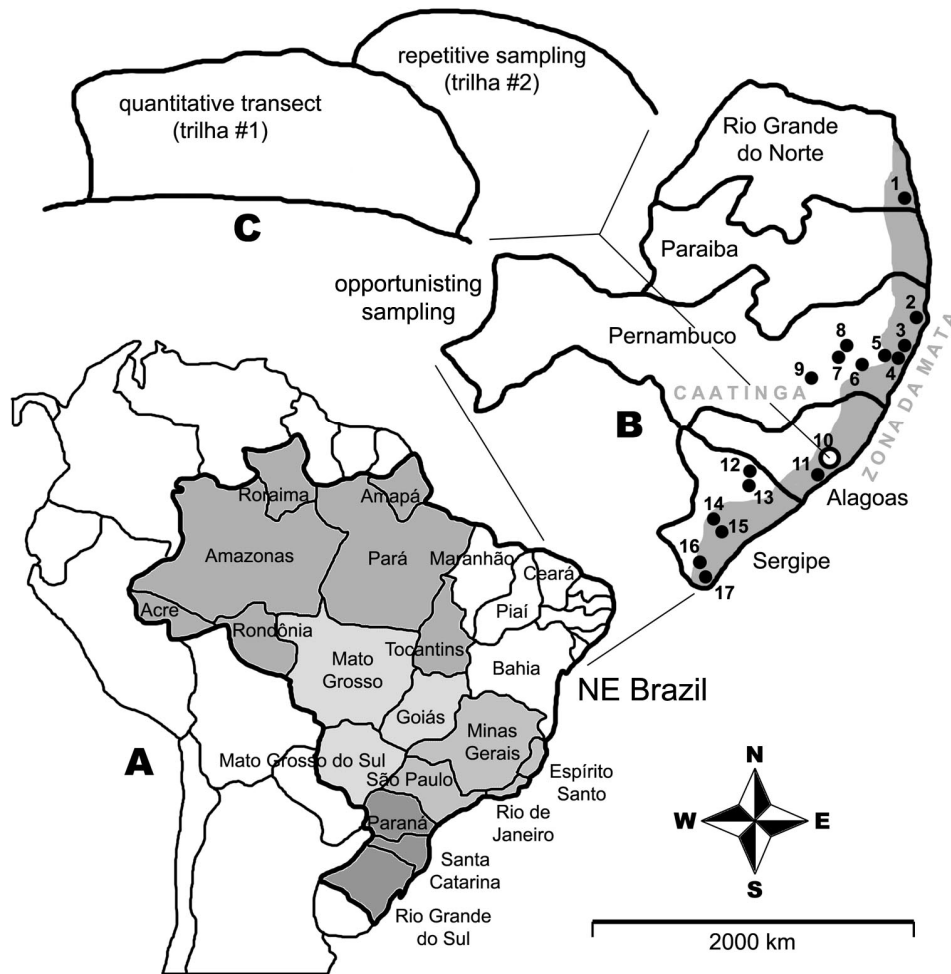 repetitive sampling
(trilha #2)
quantitative transect
(trilha #1)
C
opportunisting
sampling
Rio Grande
do Norte
1
Paraiba
Pernambuco
2
3
4
5
6
7
8
9
CAATINGA
ZONA DA MATA
B
10
11
Alagoas
12
13
14
15
Sergipe
16
17
NE Brazil
A
Roraima
Amapá
Amazonas
Pará
Maranhão
Ceará
Acre
Piaí
Rondônia
Tocantins
Mato
Grosso
Bahia
Goiás
Minas
Gerais
Mato Grosso do Sul
São Paulo
Espírito
Santo
Rio de
Janeiro
Paraná
Santa
Catarina
Rio Grande
do Sul
N
W
E
S
2000 km